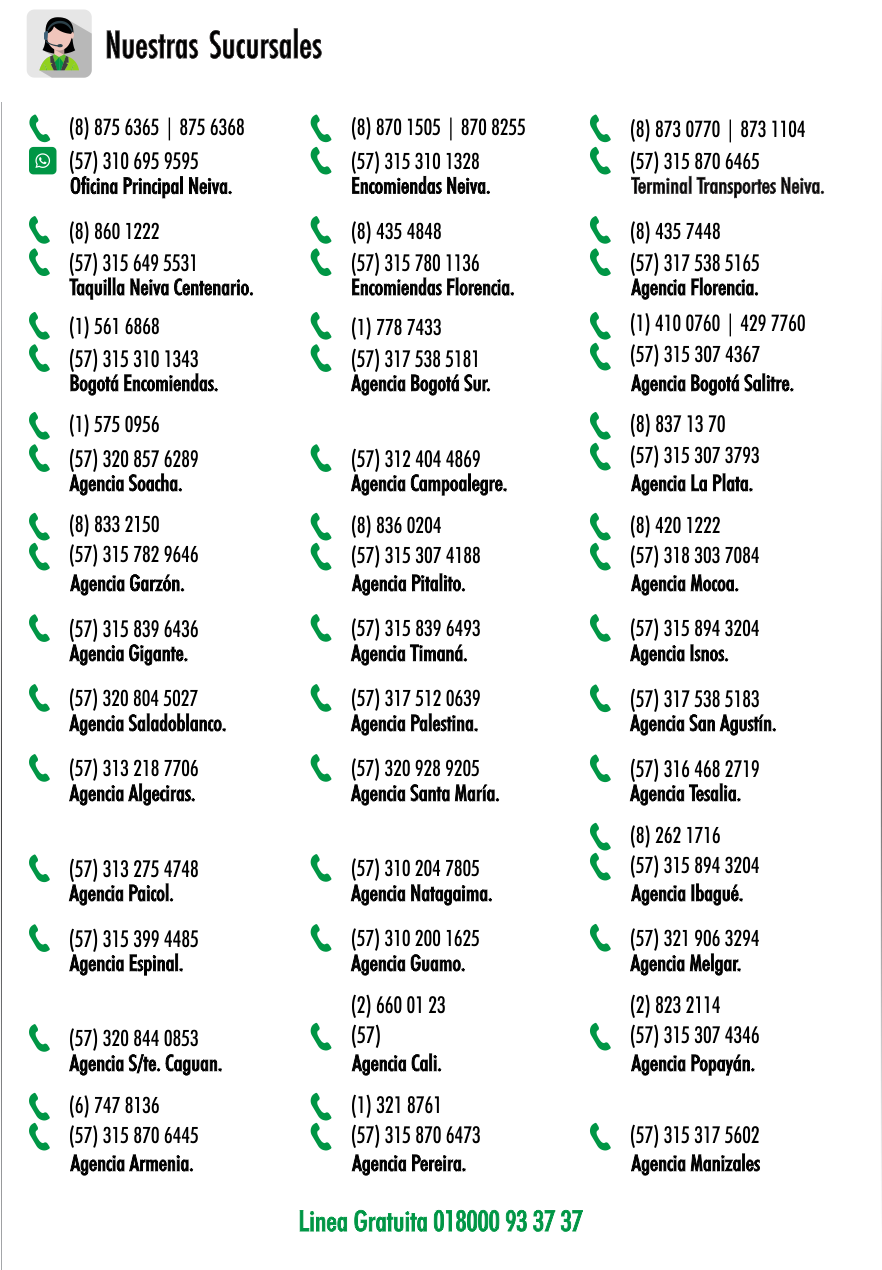 Nuestras Sucursales
(8) 875 6365 | 875 6368
(57) 310 695 9595
Oficina Principal Neiva.
(8) 870 1505 | 870 8255
(57) 315 310 1328
Encomiendas Neiva.
(8) 873 0770 | 873 1104
(57) 315 870 6465
Terminal Transportes Neiva.
(8) 860 1222
(57) 315 649 5531
Taquilla Neiva Centenario.
(8) 435 4848
(57) 315 780 1136
Encomiendas Florencia.
(8) 435 7448
(57) 317 538 5165
Agencia Florencia.
(1) 561 6868
(57) 315 310 1343
Bogotá Encomiendas.
(1) 778 7433
(57) 317 538 5181
Agencia Bogotá Sur.
(1) 410 0760 | 429 7760
(57) 315 307 4367
Agencia Bogotá Salitre.
(1) 575 0956
(57) 320 857 6289
Agencia Soacha.
(57) 312 404 4869
Agencia Campoalegre.
(8) 837 13 70
(57) 315 307 3793
Agencia La Plata.
(8) 833 2150
(57) 315 782 9646
Agencia Garzón.
(8) 836 0204
(57) 315 307 4188
Agencia Pitalito.
(8) 420 1222
(57) 318 303 7084
Agencia Mocoa.
(57) 315 839 6436
Agencia Gigante.
(57) 315 839 6493
Agencia Timaná.
(57) 315 894 3204
Agencia Isnos.
(57) 320 804 5027
Agencia Saladoblanco.
(57) 317 512 0639
Agencia Palestina.
(57) 317 538 5183
Agencia San Agustín.
(57) 313 218 7706
Agencia Algeciras.
(57) 320 928 9205
Agencia Santa María.
(57) 316 468 2719
Agencia Tesalia.
(57) 313 275 4748
Agencia Paicol.
(57) 310 204 7805
Agencia Natagaima.
(8) 262 1716
(57) 315 894 3204
Agencia Ibagué.
(57) 315 399 4485
Agencia Espinal.
(57) 310 200 1625
Agencia Guamo.
(57) 321 906 3294
Agencia Melgar.
(57) 320 844 0853
Agencia S/te. Caguan.
(2) 660 01 23
(57)
Agencia Cali.
(2) 823 2114
(57) 315 307 4346
Agencia Popayán.
(6) 747 8136
(57) 315 870 6445
Agencia Armenia.
(1) 321 8761
(57) 315 870 6473
Agencia Pereira.
(57) 315 317 5602
Agencia Manizales
Linea Gratuita 018000 93 37 37